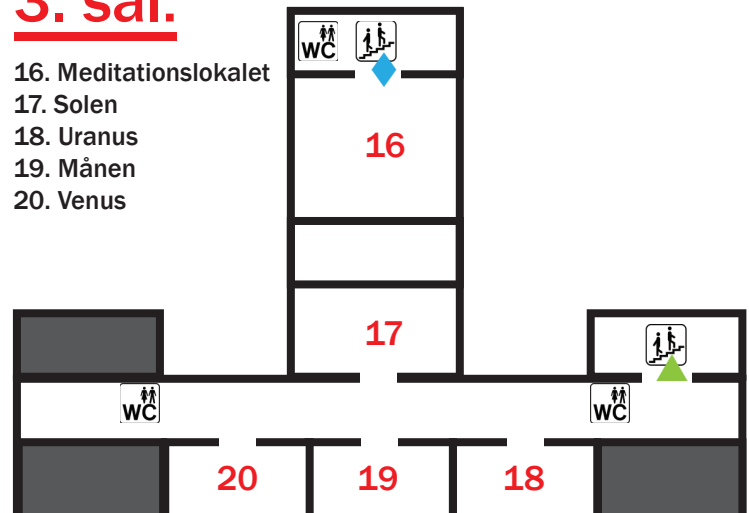 3. sal.
16. Meditationslokalet
17. Solen
18. Uranus
19. Månen
20. Venus
WC
16
17
WC
WC
20
19
18